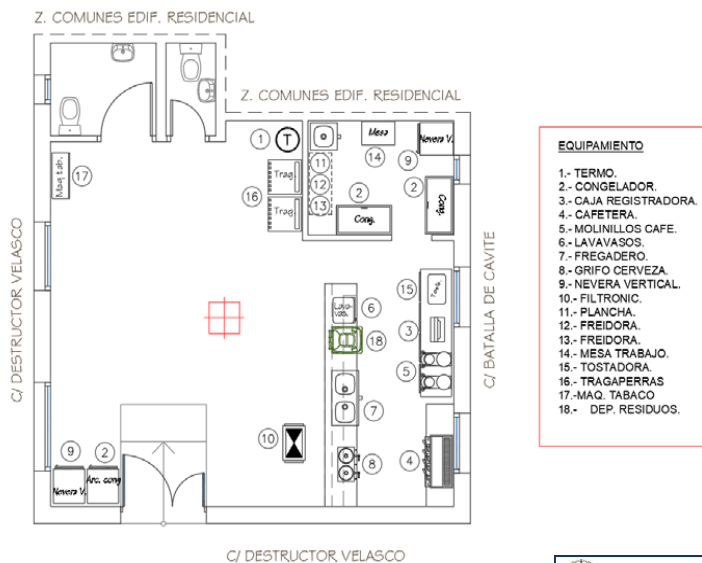 Z. COMUNES EDIF. RESIDENCIAL
Z. COMUNES EDIF. RESIDENCIAL
1
T
Mesa
Nevera V.
11
14
9
12
13
Trag.
16
Trag.
2
Cong.
2
Cong.
Maq. tab.
17
C/ DESTRUCTOR VELASCO
C/ BATALLA DE CAVITE
15
Tost.
Lava-
vas.
6
3
18
5
7
10
8
4
9
2
Nevera V.
Arc. cong
C/ DESTRUCTOR VELASCO
EQUIPAMIENTO
1.- TERMO.
2.- CONGELADOR.
3.- CAJA REGISTRADORA.
4.- CAFETERA.
5.- MOLINILLOS CAFE.
6.- LAVAVASOS.
7.- FREGADERO.
8.- GRIFO CERVEZA.
9.- NEVERA VERTICAL.
10.- FILTRONIC.
11.- PLANCHA.
12.- FREIDORA.
13.- FREIDORA.
14.- MESA TRABAJO.
15.- TOSTADORA.
16.- TRAGAPERRAS
17.-MAQ. TABACO
18.- DEP. RESIDUOS.